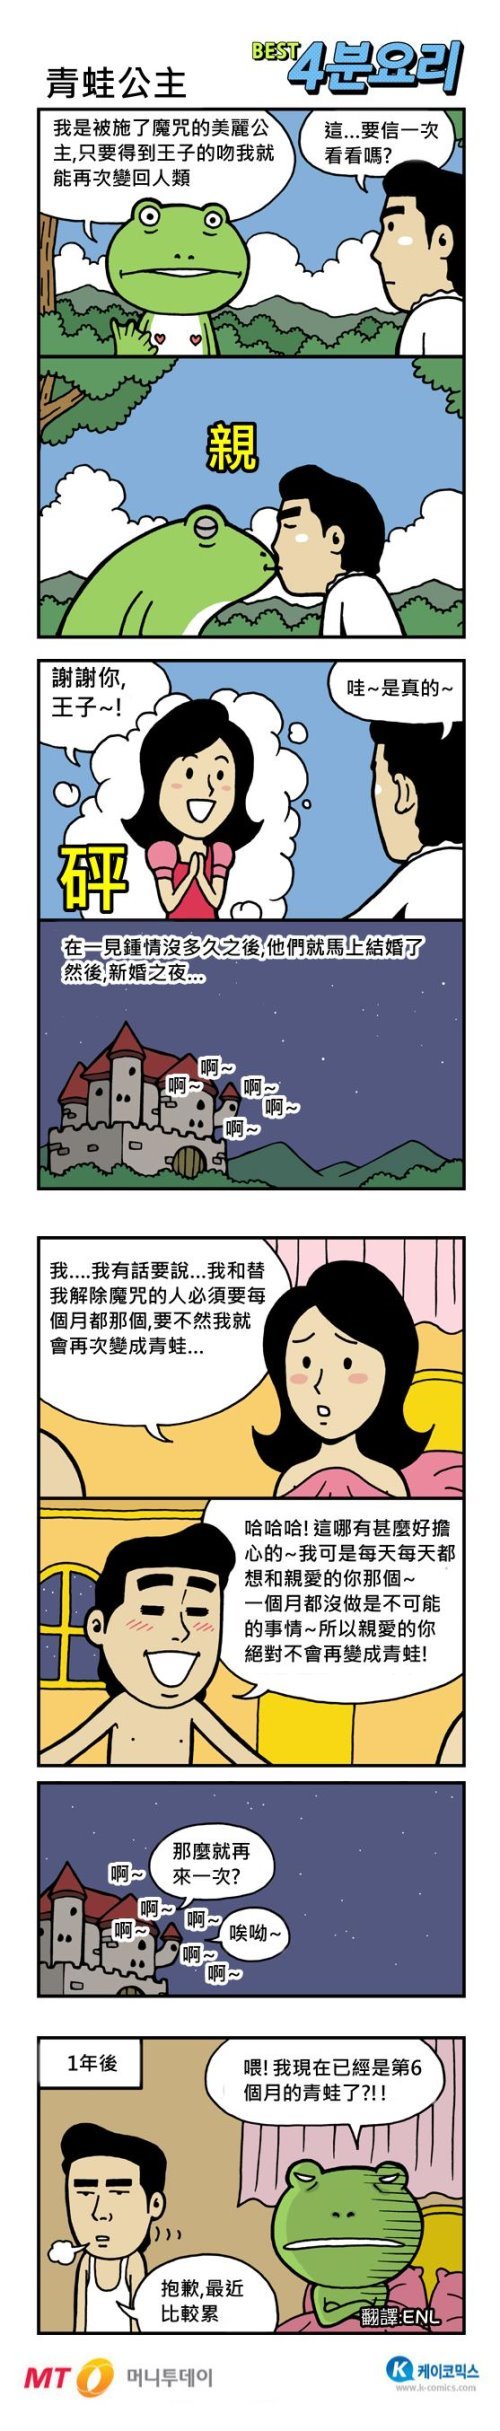 青蛙公主
BEST 4분요리
我是被施了魔咒的美麗公
主,只要得到王子的吻我就
能再次變回人類
這...要信一次
看看嗎?
親
謝謝你,
王子~!
哇~是真的~
砰
在一見鍾情沒多久之後,他們就馬上結婚了
然後,新婚之夜...
啊~
啊~
啊~
啊~
啊~
我....我有話要說...我和替
我解除魔咒的人必須要每
個月都那個,要不然我就
會再次變成青蛙...
哈哈哈! 這哪有甚麼好擔
心的~我可是每天每天都
想和親愛的你那個~
一個月都沒做是不可能
的事情~所以親愛的你
絕對不會再變成青蛙!
那麼就再
來一次?
啊~
啊~
啊~
啊~
唉呦~
啊~
啊~
1年後
喂! 我現在已經是第6
個月的青蛙了?!!
抱歉,最近
比較累
翻譯:ENL
MT 머니투데이
K 케이코믹스
www.k-comics.com